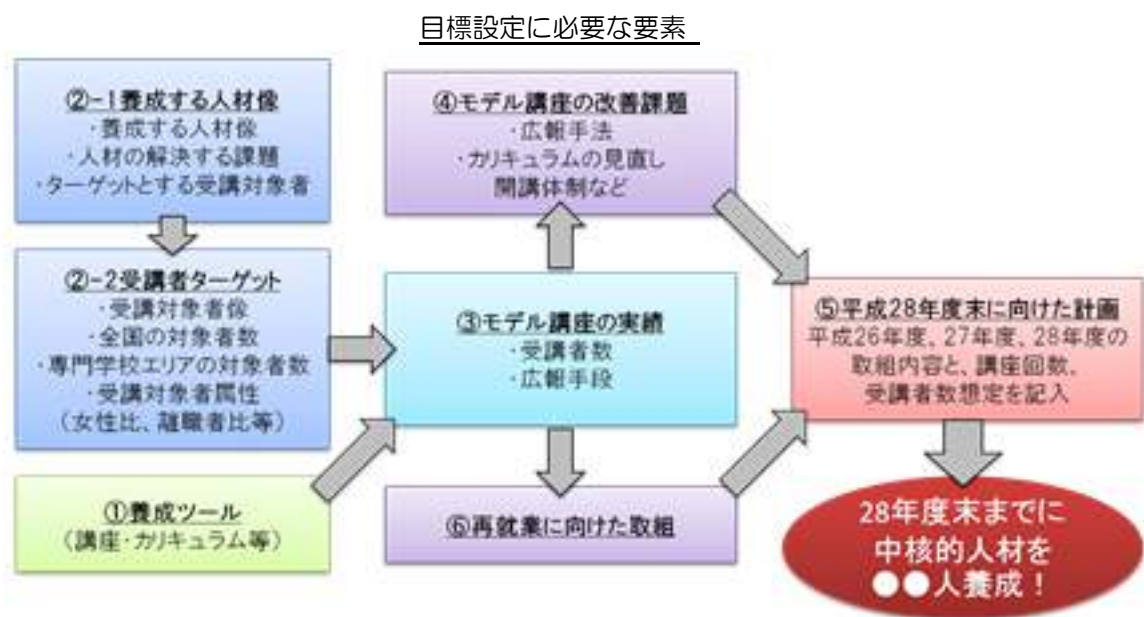 目標設定に必要な要素
②-1養成する人材像
・養成する人材像
・人材の解決する課題
・ターゲットとする受講対象者
②-2受講者ターゲット
・受講対象者像
・全国の対象者数
・専門学校エリアの対象者数
・受講対象者属性
(女性比、離職者比等)
①養成ツール
(講座・カリキュラム等)
④モデル講座の改善課題
・広報手法
・カリキュラムの見直し
開講体制など
③モデル講座の実績
・受講者数
・広報手段
⑥再就業に向けた取組
⑤平成28年度末に向けた計画
平成26年度、27年度、28年度の
取組内容と、講座回数、
受講者数想定を記入
28年度末までに
中核的人材を
●●人養成!